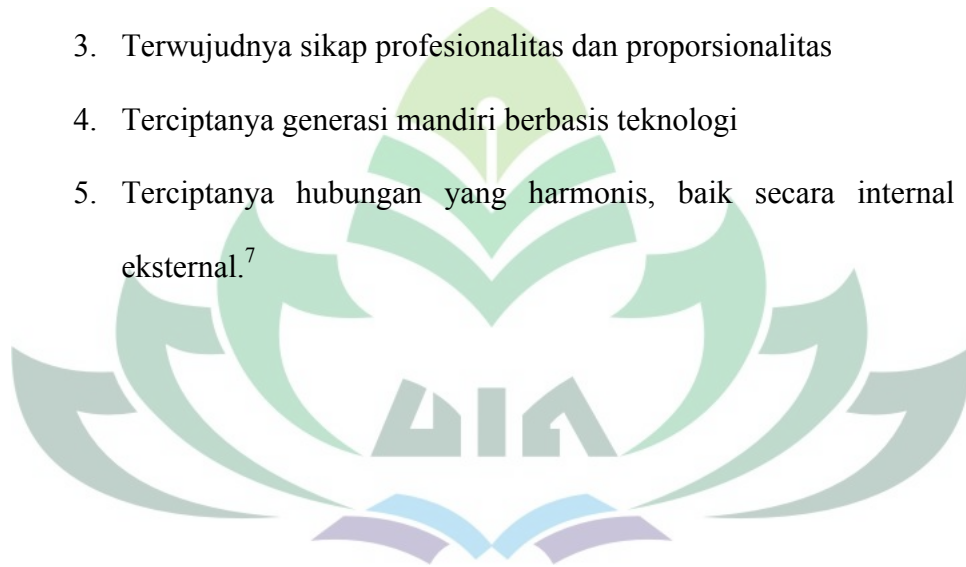 3. Terwujudnya sikap profesionalitas dan proporsionalitas
4. Terciptanya generasi mandiri berbasis teknologi
5. Terciptanya hubungan yang harmonis, baik secara internal
eksternal.⁷